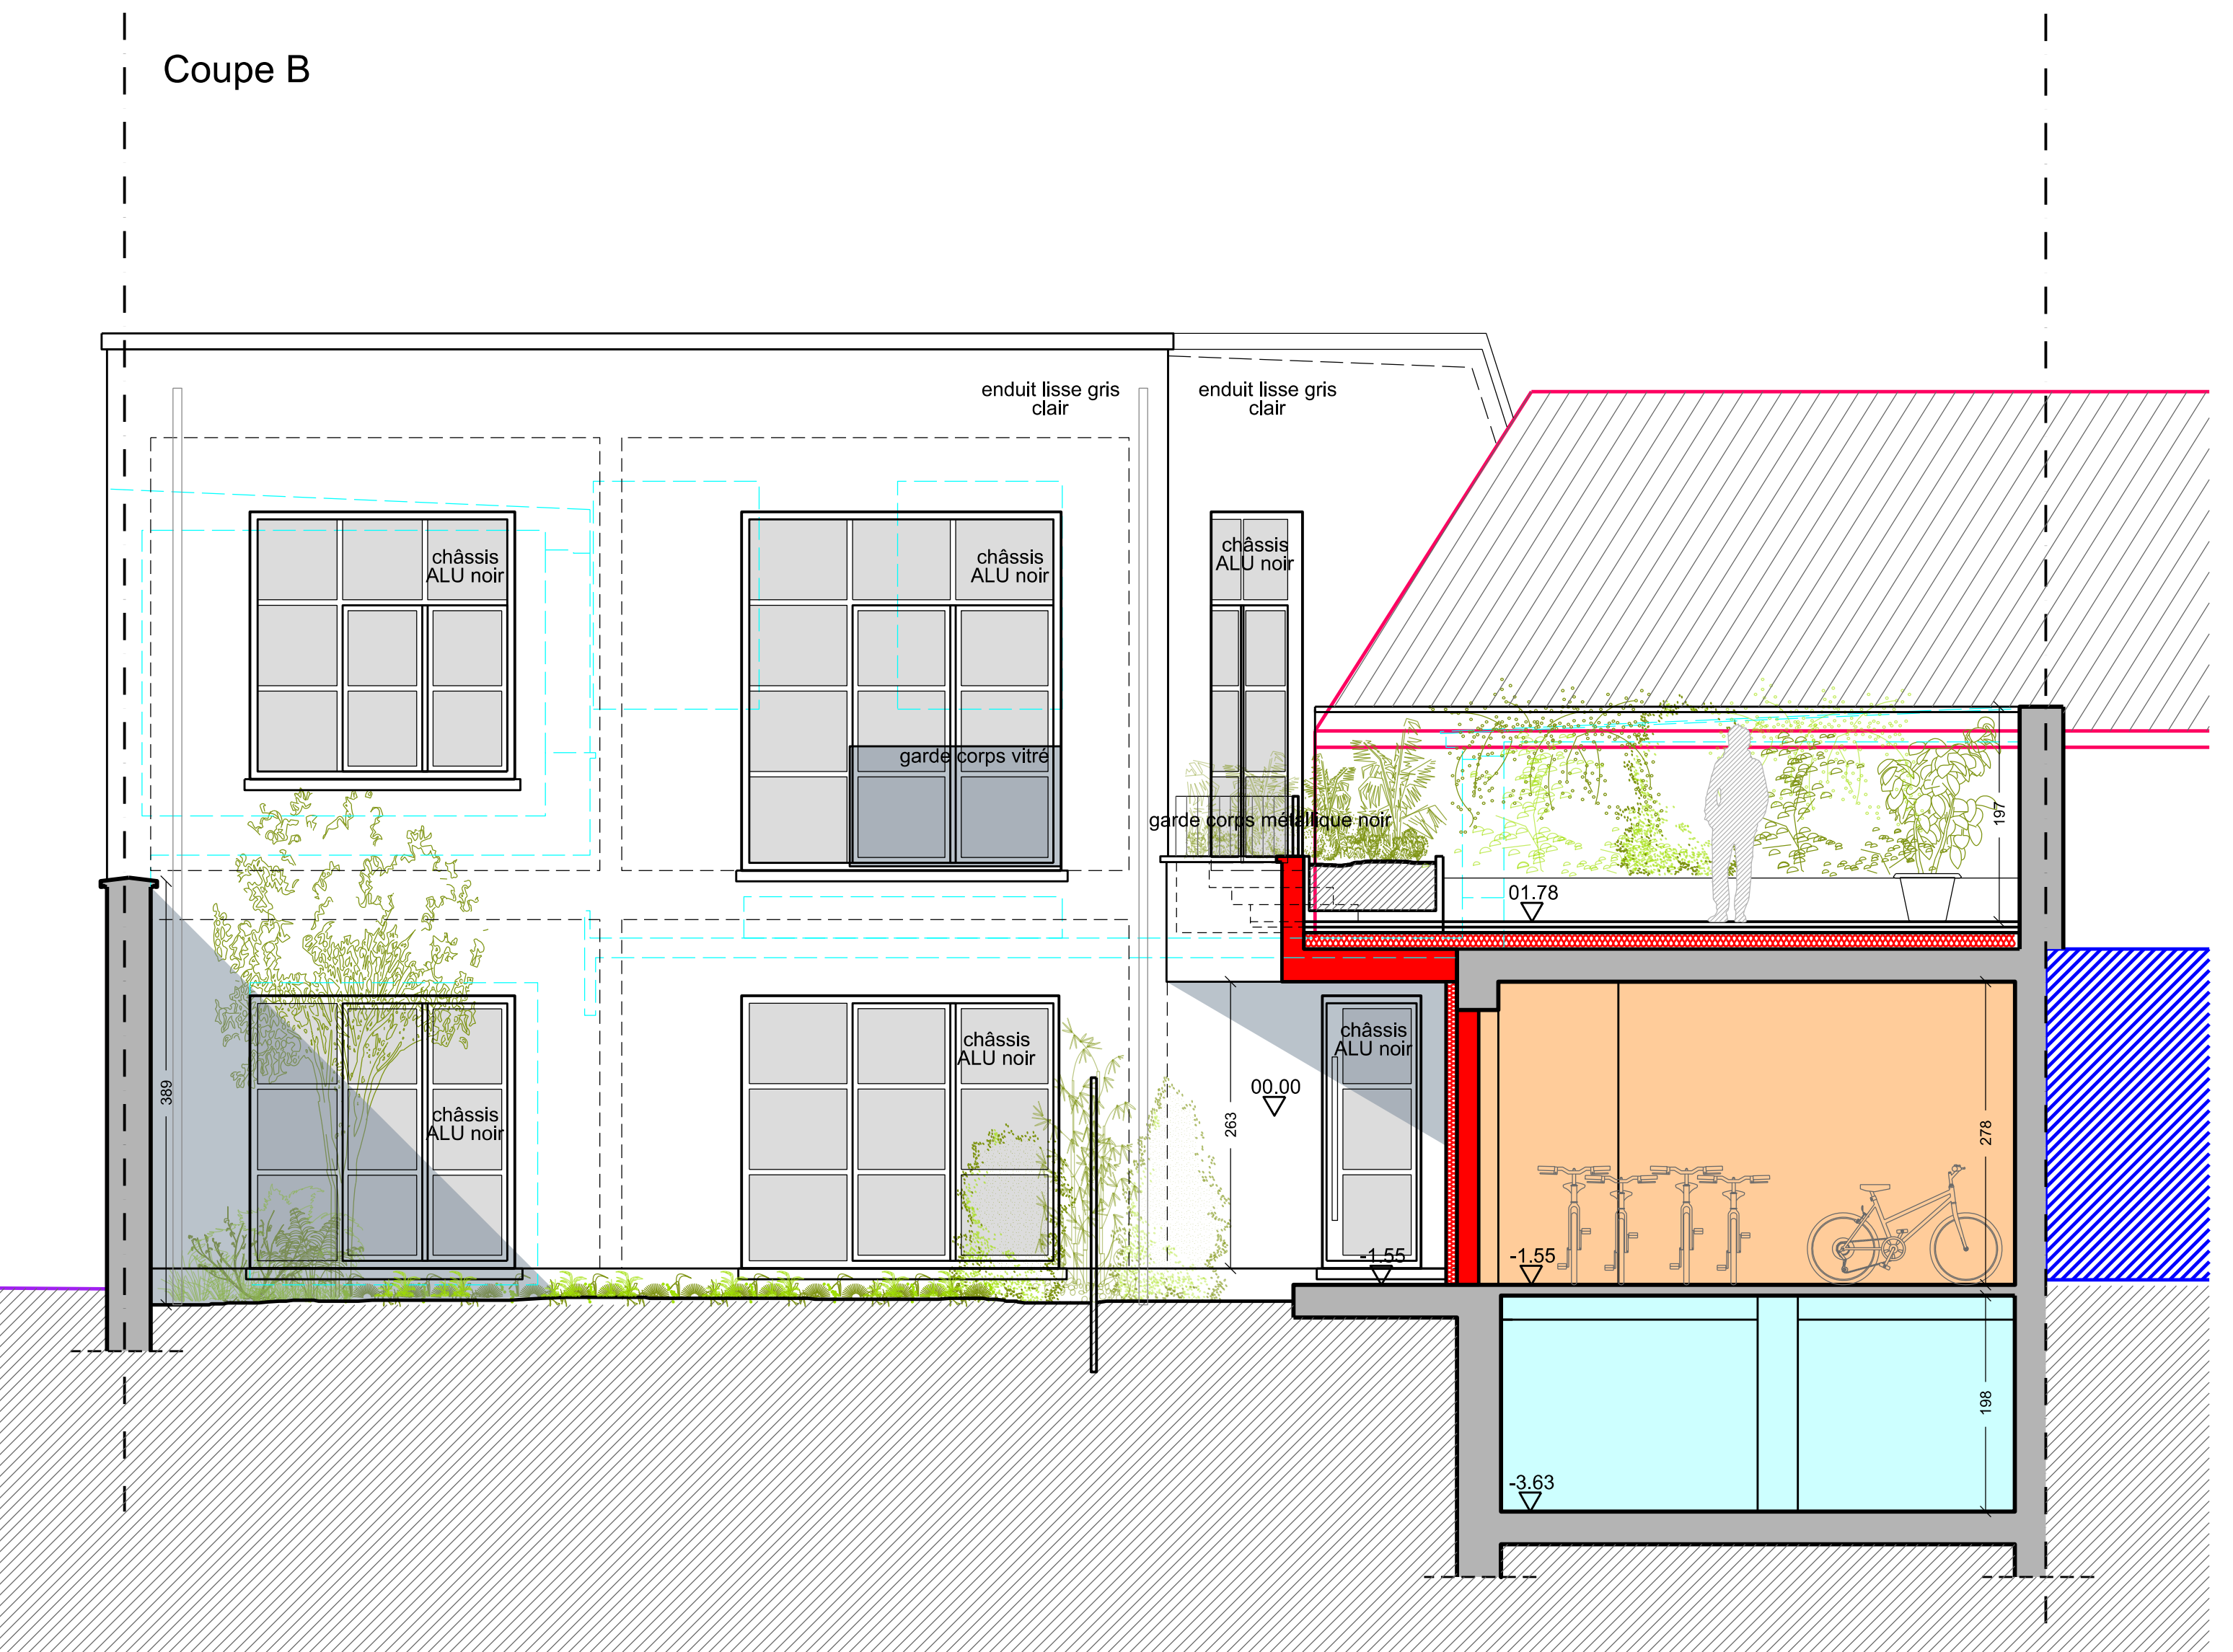 Coupe B
enduit lisse gris
clair
enduit lisse gris
clair
châssis
ALU noir
châssis
ALU noir
châssis
ALU noir
garde corps vitré
garde corps métallique noir
197
01.78
châssis
ALU noir
châssis
ALU noir
châssis
ALU noir
389
00.00
263
278
-1.55
-1.55
198
-3.63